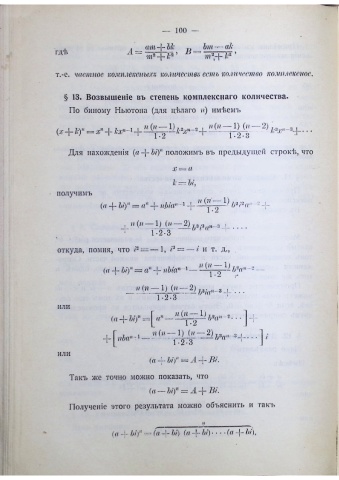 — 100 —
гдѣ A = (am + bk)/(m² + k²), B = (bm — ak)/(m² + k²),
т.-е. частное комплексныхъ количествъ есть количество комплексное.
§ 13. Возвышеніе въ степень комплекснаго количества.
По биному Ньютона (для цѣлаго n) имѣемъ
(x + k)ⁿ = xⁿ + kxⁿ⁻¹ + n(n — 1)/1·2 k²xⁿ⁻² + n(n — 1)(n — 2)/1·2·3 k³xⁿ⁻³ + . . .
Для нахожденія (a + bi)ⁿ положимъ въ предыдущей строкѣ, что
x = a
k = bi,
получимъ
(a + bi)ⁿ = aⁿ + nbiaⁿ⁻¹ + n(n — 1)/1·2 b²i²aⁿ⁻² +
+ n(n — 1)(n — 2)/1·2·3 b³i³aⁿ⁻³ + . . . .
откуда, помня, что i² = — 1, i³ = — i и т. д.,
(a + bi)ⁿ = aⁿ + nbiaⁿ⁻¹ — n(n — 1)/1·2 b²aⁿ⁻² —
— n(n — 1)(n — 2)/1·2·3 b³iaⁿ⁻³ + . . . .
или
(a + bi)ⁿ = [aⁿ — n(n — 1)/1·2 b²aⁿ⁻² . . .] +
+ [nbaⁿ⁻¹ — n(n — 1)(n — 2)/1·2·3 b³aⁿ⁻³ + . . . .] i
или
(a + bi)ⁿ = A + Bi.
Такъ же точно можно показать, что
(a — bi)ⁿ = A — Bi.
Полученіе этого результата можно объяснить и такъ
n
(a + bi)ⁿ = (a + bi) (a + bi) . . . . (a + bi),